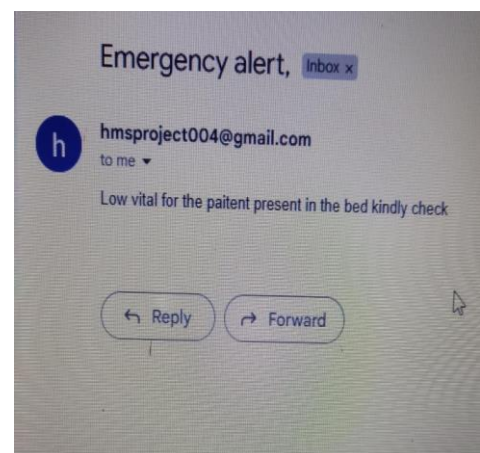 Emergency alert, Inbox x
h
hmsproject004@gmail.com
to me
Low vital for the paitent present in the bed kindly check
Reply
Forward